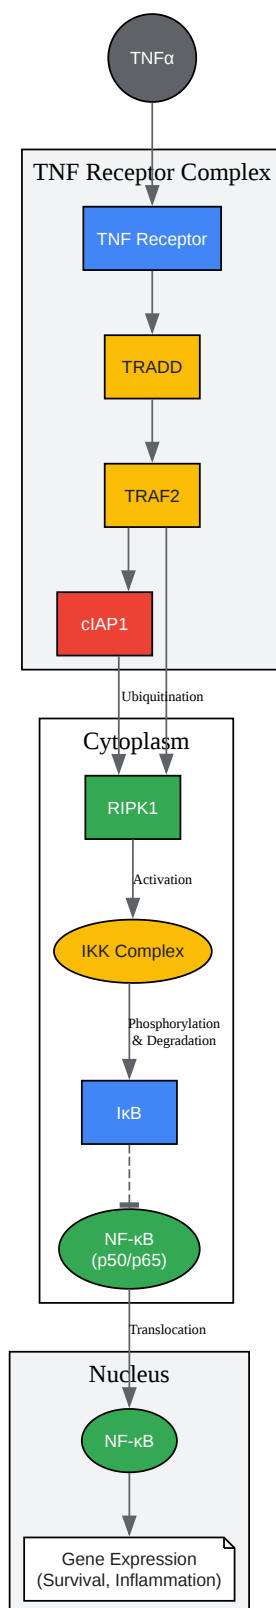 TNFα
TNF Receptor Complex
TNF Receptor
TRADD
TRAF2
cIAP1
Ubiquitination
Cytoplasm
RIPK1
Activation
IKK Complex
Phosphorylation
& Degradation
IκB
NF-κB
(p50/p65)
Translocation
Nucleus
NF-κB
Gene Expression
(Survival, Inflammation)